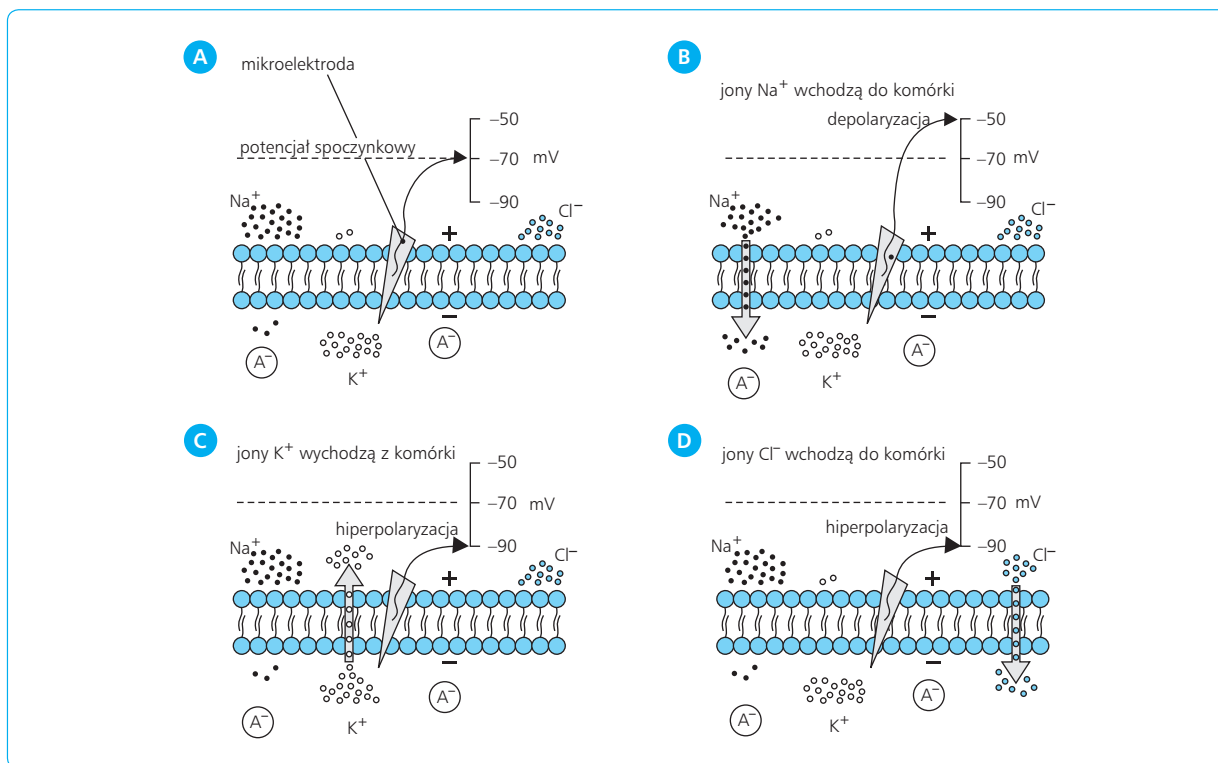 A
mikroelektroda
potencjał spoczynkowy
–50
–70 mV
–90
Na⁺
Cl⁻
+
–
A⁻
A⁻
K⁺
B
jony Na⁺ wchodzą do komórki
depolaryzacja
–50
–70 mV
–90
Na⁺
Cl⁻
+
–
A⁻
A⁻
K⁺
C
jony K⁺ wychodzą z komórki
–50
–70 mV
hiperpolaryzacja
–90
Na⁺
Cl⁻
+
–
A⁻
A⁻
K⁺
D
jony Cl⁻ wchodzą do komórki
–50
–70 mV
hiperpolaryzacja
–90
Na⁺
Cl⁻
+
–
A⁻
A⁻
K⁺